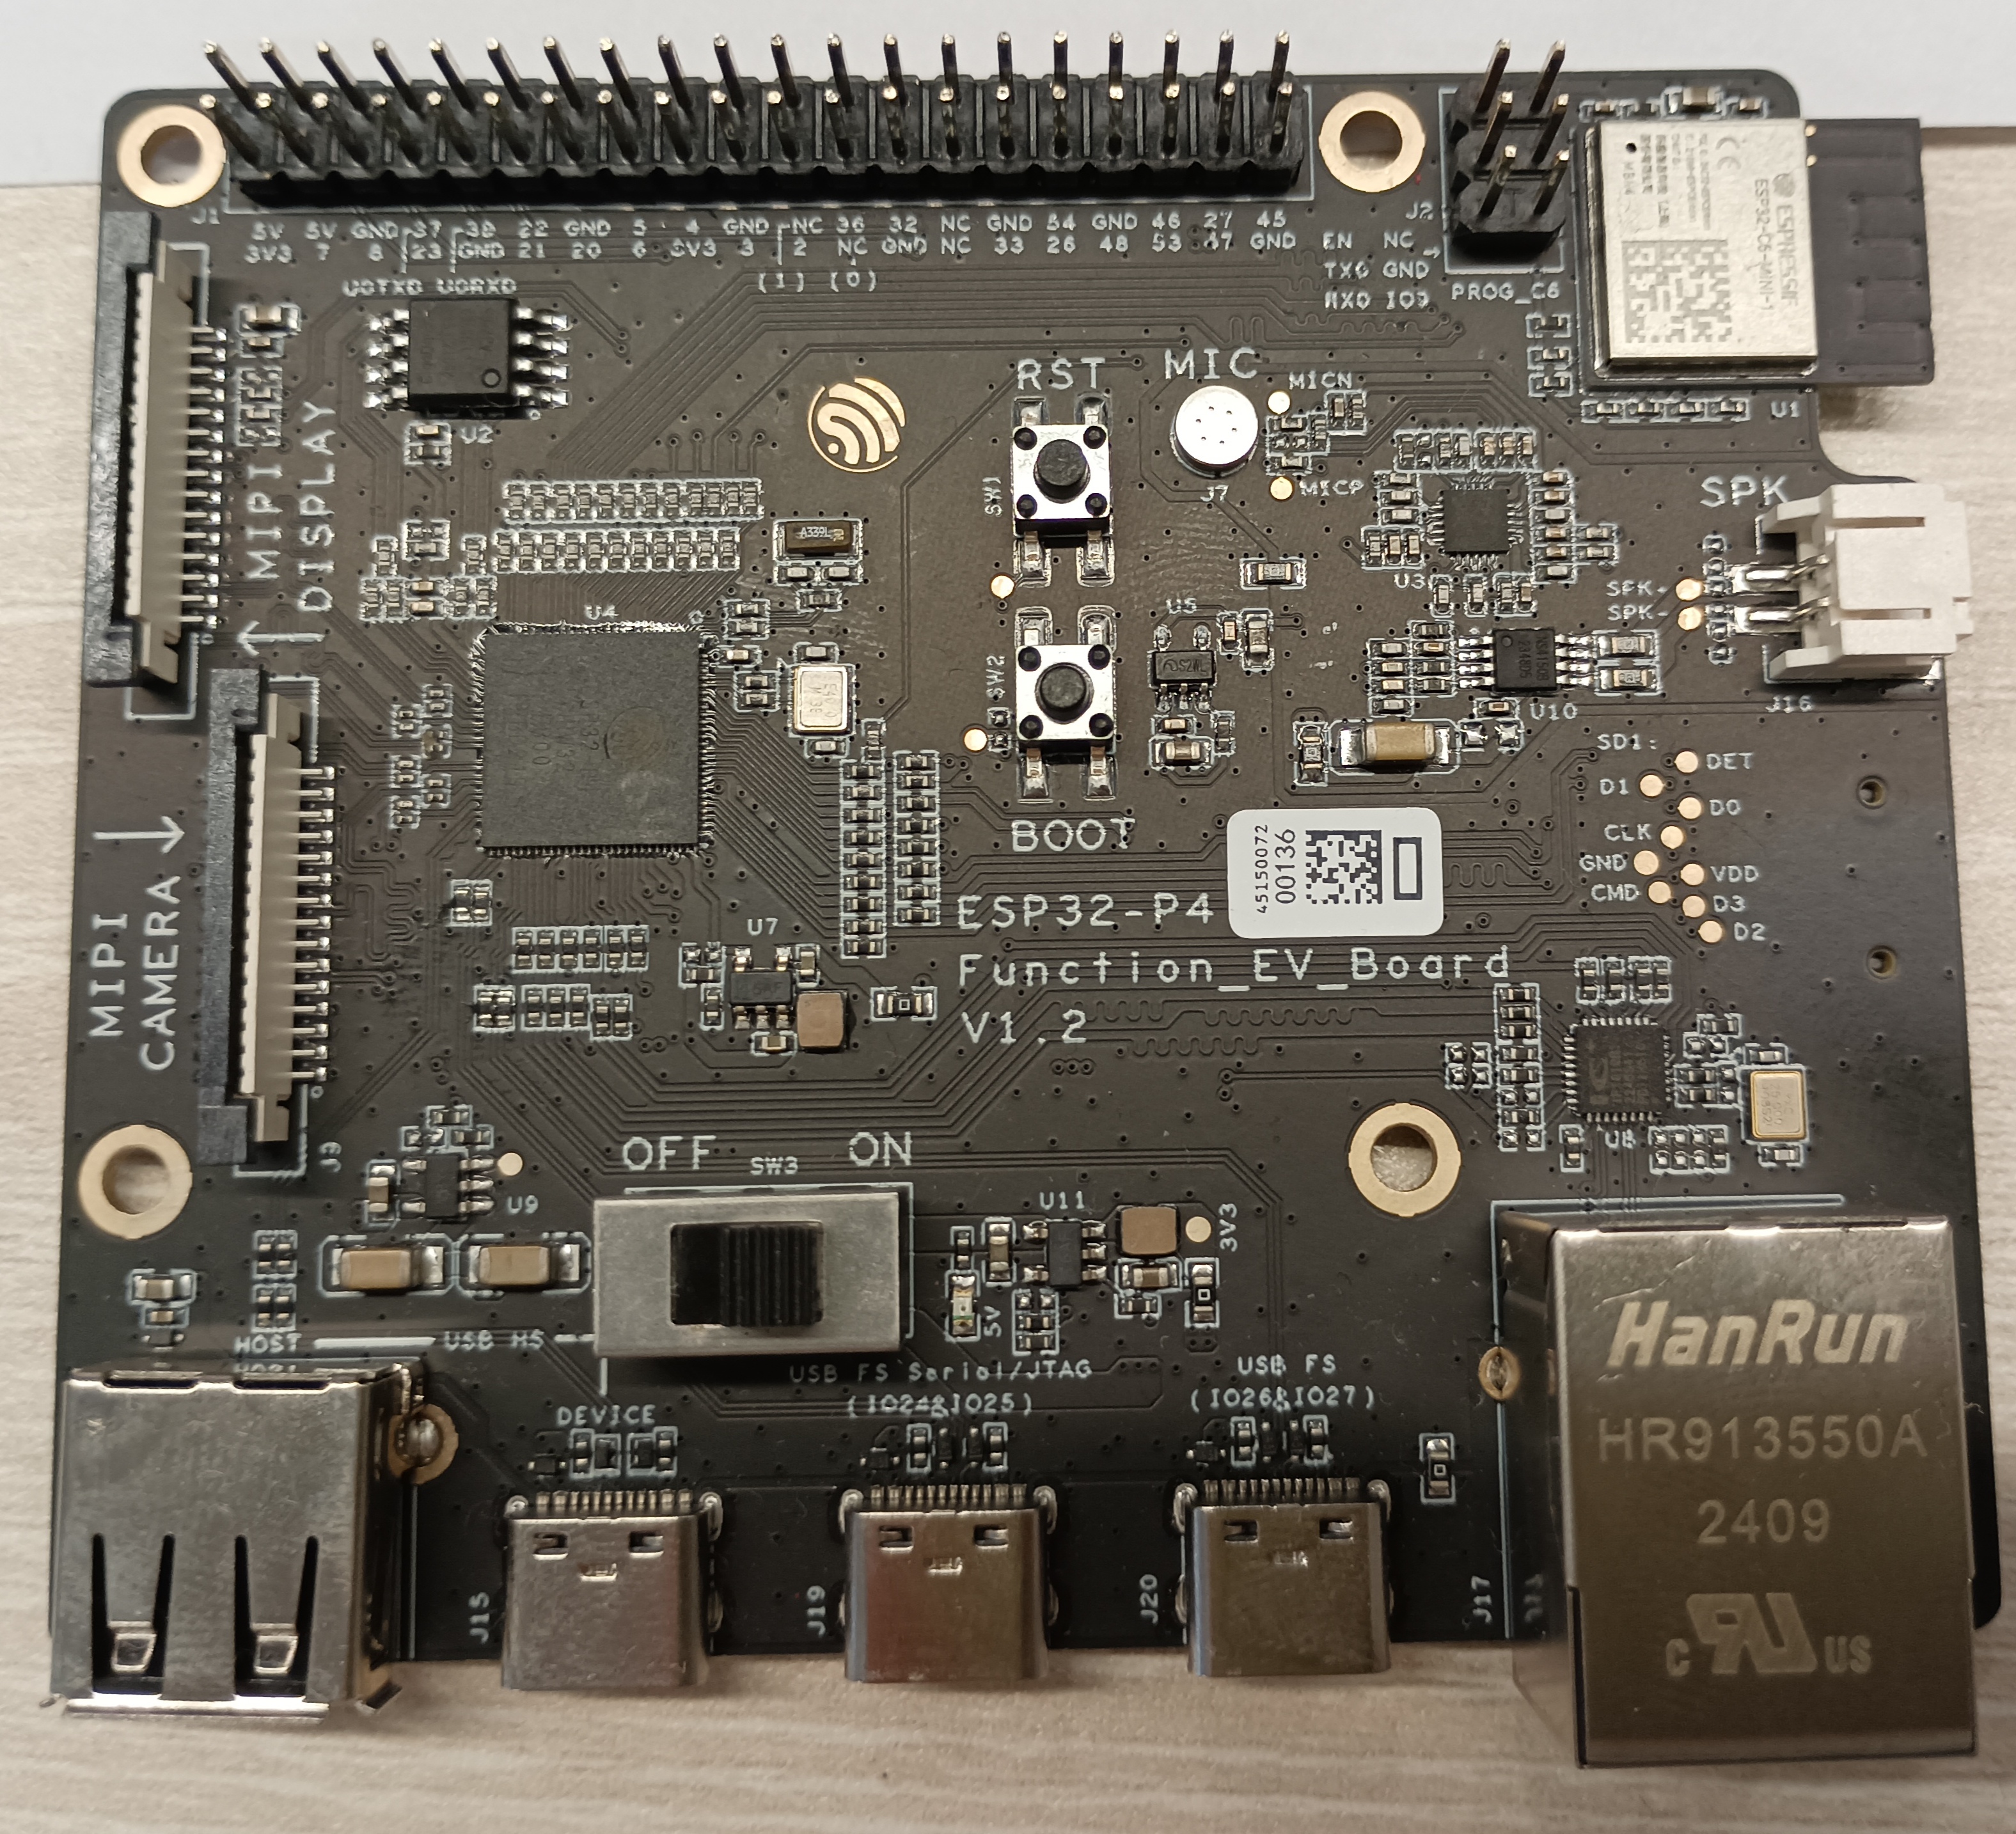 J1
5V 5V GND 37 38 22 GND 5 4 GND NC 36 32 NC GND 54 GND 46 27 45
3V3 7 8 23 GND 21 20 6 3V3 3 2 NC GND NC 33 26 48 53 47 GND
(1) (0)
U0TXD U0RXD
J2
EN NC
TX0 GND
RX0 IO9
PROG_C6
ESPRESSIF
ESP32-C6-MINI-1
CE
U1
U2
MIPI
DISPLAY
RST
SW1
MIC
MICN
MICP
J7
U3
SPK
SPK-
J16
A339L
U4
U5
S2WL
SW2
BOOT
U10
SD1:
DET
D1
D0
CLK
GND
VDD
CMD
D3
D2
45150072
00136
MIPI
CAMERA
U7
ESP32-P4
Function_EV_Board
V1.2
J3
U9
OFF
SW3
ON
U11
3V3
5V
U8
HOST
USB HS
USB FS Serial/JTAG
(IO24&IO25)
USB FS
(IO26&IO27)
DEVICE
J15
J19
J20
J17
HanRun
HR913550A
2409
C
US